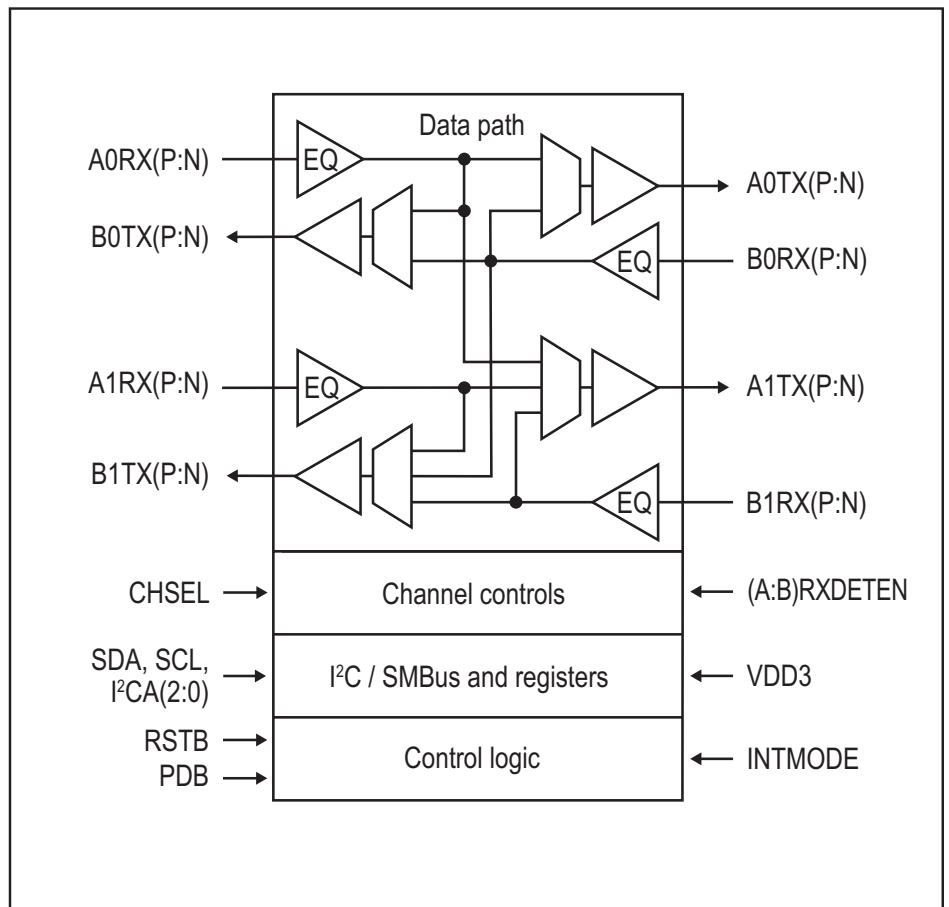 Data path
A0RX(P:N)
EQ
A0TX(P:N)
B0TX(P:N)
EQ
B0RX(P:N)
A1RX(P:N)
EQ
A1TX(P:N)
B1TX(P:N)
EQ
B1RX(P:N)
CHSEL
Channel controls
(A:B)RXDETEN
SDA, SCL,
I²CA(2:0)
I²C / SMBus and registers
VDD3
RSTB
PDB
Control logic
INTMODE